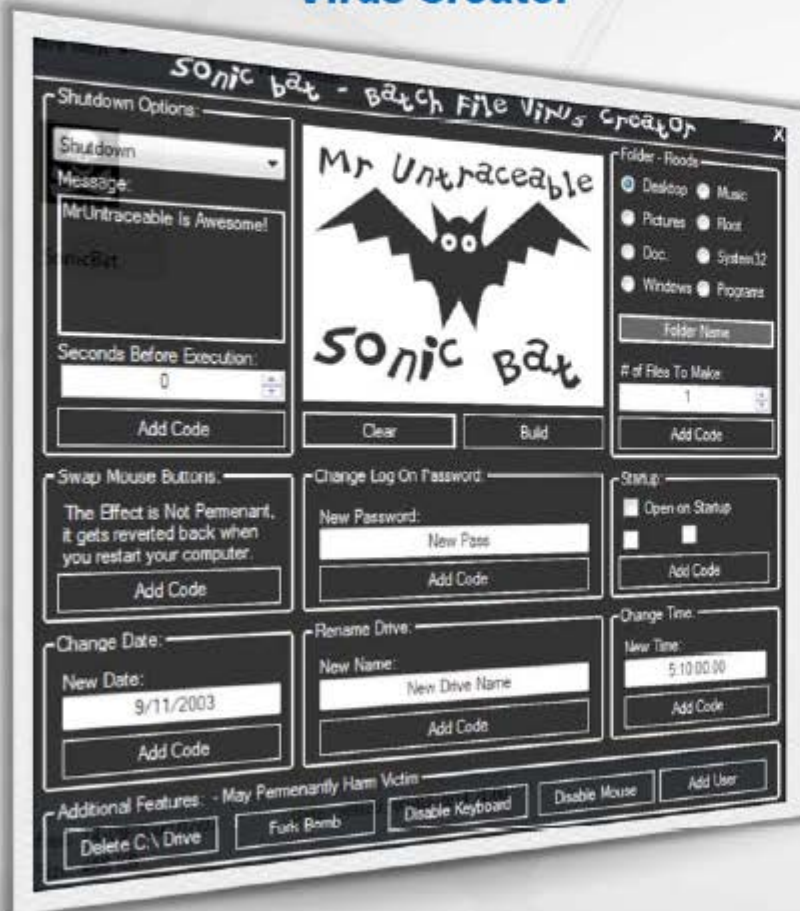 Virus Creator
Sonic Bat - Batch File Virus Creator
X
Shutdown Options:
Shutdown
Message:
MrUntraceable Is Awesome!
Seconds Before Execution:
0
Add Code
Mr Untraceable
Sonic Bat
Clear
Build
Folder - Floods
Desktop
Music
Pictures
Root
Doc.
System32
Windows
Programs
Folder Name
# of Files To Make:
1
Add Code
Swap Mouse Buttons:
The Effect is Not Permenant,
it gets reverted back when
you restart your computer.
Add Code
Change Log On Password:
New Password:
New Pass
Add Code
Startup:
Open on Startup
Add Code
Change Date:
New Date:
9/11/2003
Add Code
Rename Drive:
New Name:
New Drive Name
Add Code
Change Time:
New Time:
5:10:00.00
Add Code
Additional Features: - May Permenantly Harm Victim
Delete C:\ Drive
Fork Bomb
Disable Keyboard
Disable Mouse
Add User